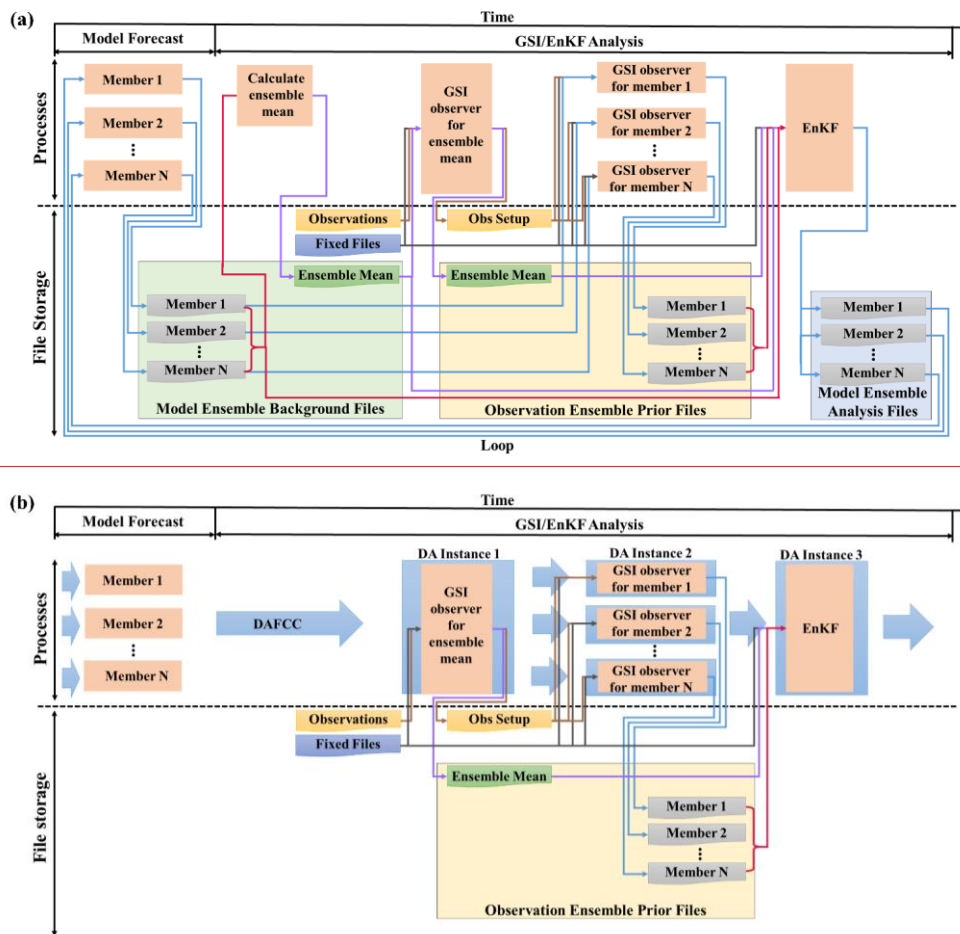 (a)
Time
Model Forecast
GSI/EnKF Analysis
Processes
Member 1
Member 2
Member N
Calculate
ensemble
mean
GSI
observer
for
ensemble
mean
GSI observer
for member 1
GSI observer
for member 2
GSI observer
for member N
EnKF
File Storage
Observations
Fixed Files
Obs Setup
Ensemble Mean
Ensemble Mean
Member 1
Member 2
Member N
Model Ensemble Background Files
Member 1
Member 2
Member N
Observation Ensemble Prior Files
Member 1
Member 2
Member N
Model Ensemble
Analysis Files
Loop
(b)
Time
Model Forecast
GSI/EnKF Analysis
Processes
Member 1
Member 2
Member N
DAFCC
DA Instance 1
GSI
observer
for
ensemble
mean
DA Instance 2
GSI observer
for member 1
GSI observer
for member 2
GSI observer
for member N
DA Instance 3
EnKF
File storage
Observations
Fixed Files
Obs Setup
Ensemble Mean
Member 1
Member 2
Member N
Observation Ensemble Prior Files